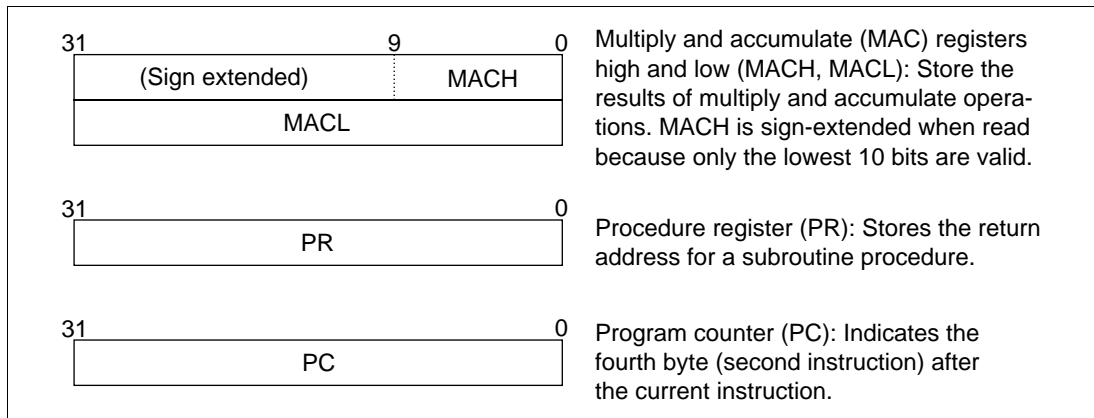 31 9 0
(Sign extended) MACH
MACL
Multiply and accumulate (MAC) registers
high and low (MACH, MACL): Store the
results of multiply and accumulate opera-
tions. MACH is sign-extended when read
because only the lowest 10 bits are valid.
31 0
PR
Procedure register (PR): Stores the return
address for a subroutine procedure.
31 0
PC
Program counter (PC): Indicates the
fourth byte (second instruction) after
the current instruction.